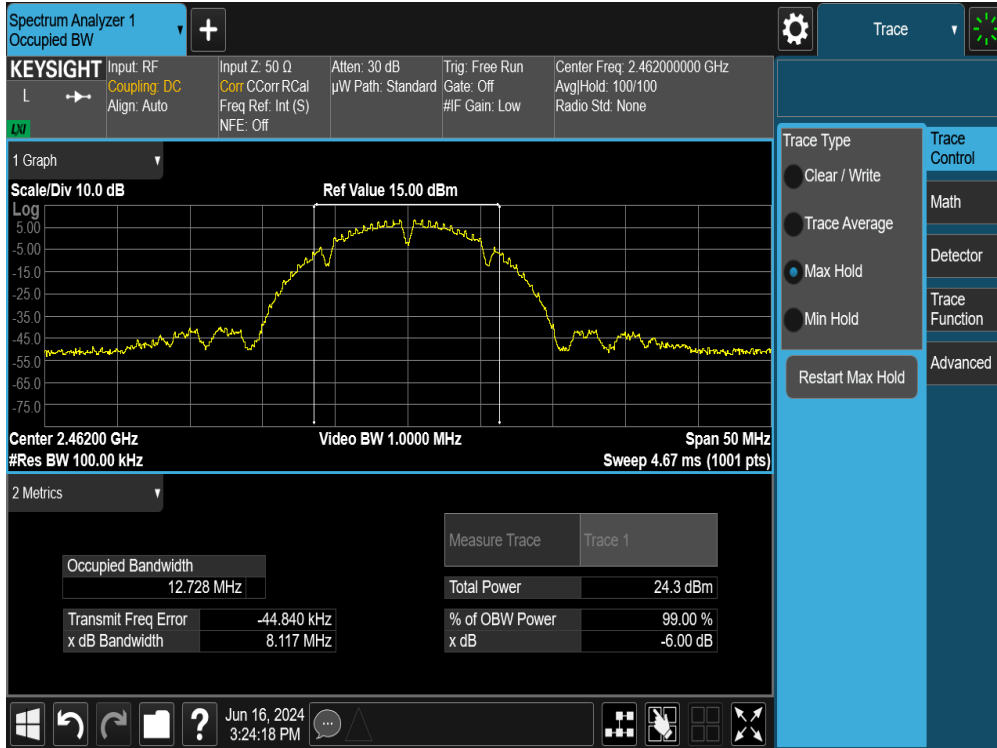 Spectrum Analyzer 1
Occupied BW
+
Trace
KEYSIGHT
L
LXI
Input: RF
Coupling: DC
Align: Auto
Input Z: 50 Ω
Corr CCorr RCal
Freq Ref: Int (S)
NFE: Off
Atten: 30 dB
µW Path: Standard
Trig: Free Run
Gate: Off
#IF Gain: Low
Center Freq: 2.462000000 GHz
Avg|Hold: 100/100
Radio Std: None
1 Graph
Scale/Div 10.0 dB
Ref Value 15.00 dBm
Log
5.00
-5.00
-15.0
-25.0
-35.0
-45.0
-55.0
-65.0
-75.0
Center 2.46200 GHz
Video BW 1.0000 MHz
Span 50 MHz
#Res BW 100.00 kHz
Sweep 4.67 ms (1001 pts)
2 Metrics
Measure Trace Trace 1
Occupied Bandwidth
12.728 MHz
Total Power 24.3 dBm
Transmit Freq Error -44.840 kHz
% of OBW Power 99.00 %
x dB Bandwidth 8.117 MHz
x dB -6.00 dB
Trace Type
Clear / Write
Trace Average
Max Hold
Min Hold
Restart Max Hold
Trace
Control
Math
Detector
Trace
Function
Advanced
?
Jun 16, 2024
3:24:18 PM